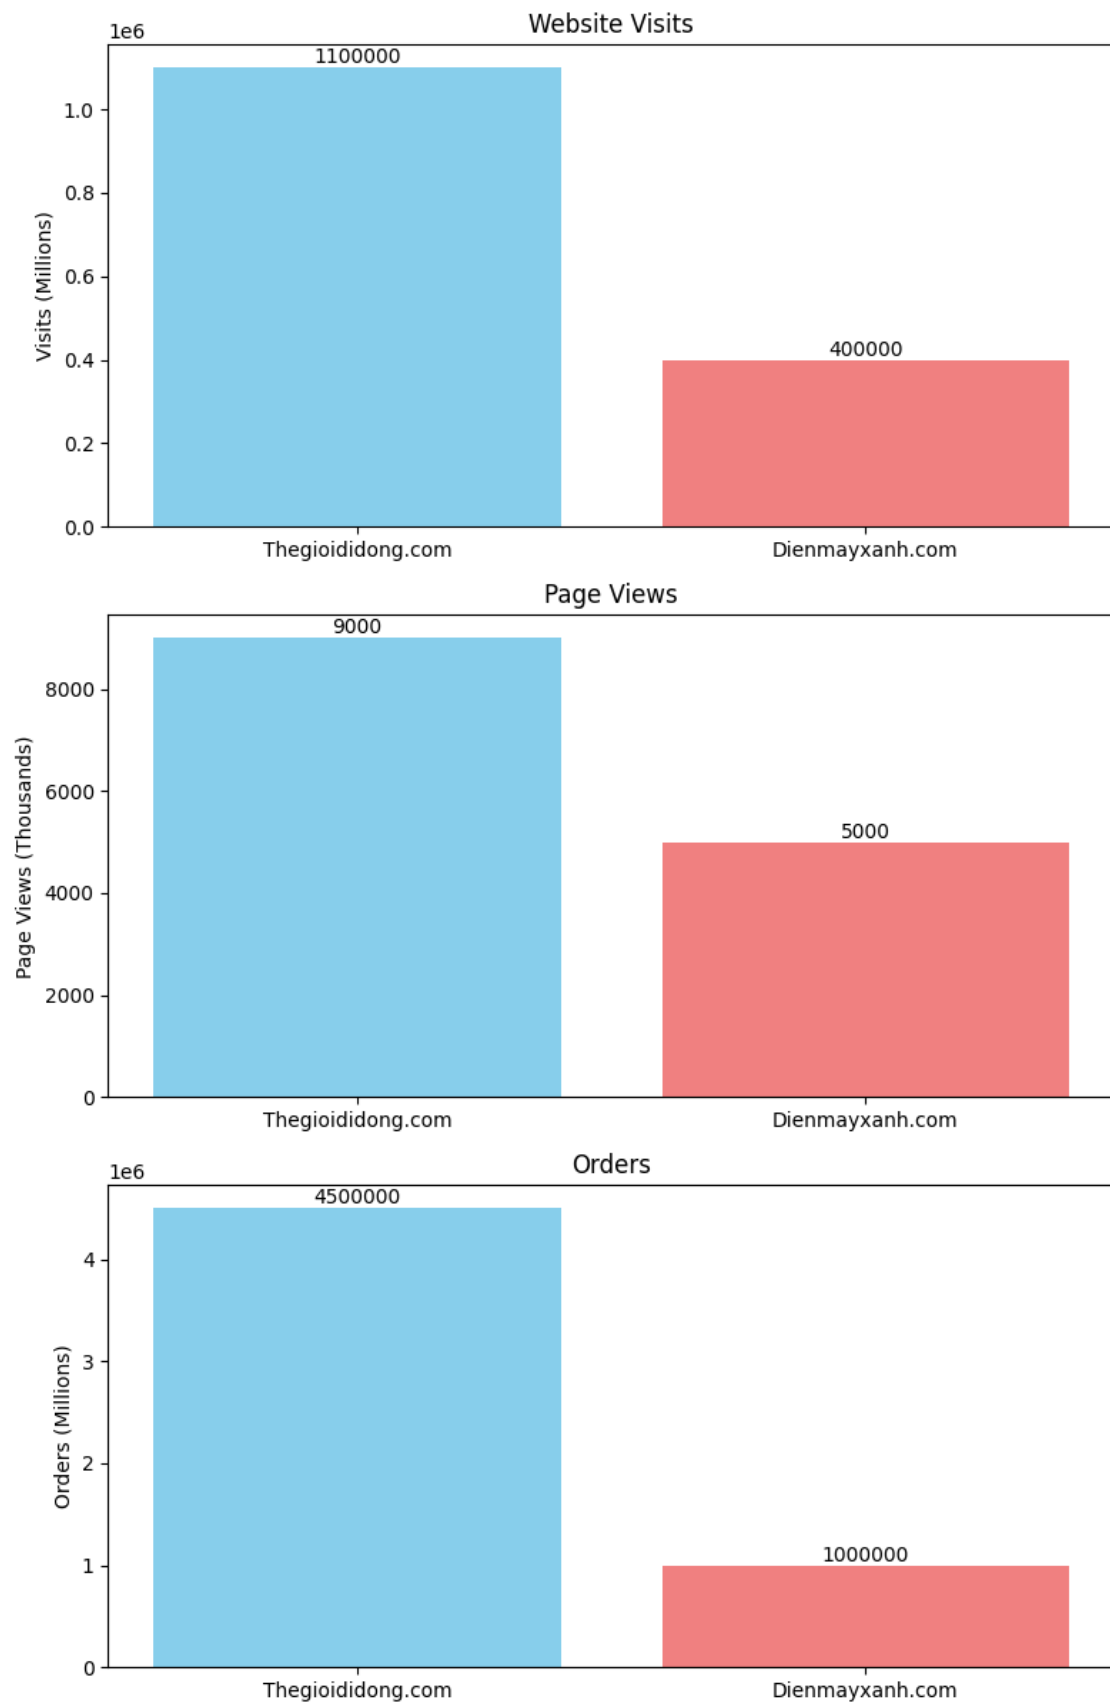 Website Visits
1e6
1100000
1.0
0.8
0.6
0.4
0.2
0.0
400000
Visits (Millions)
Thegioididong.com
Dienmayxanh.com
Page Views
9000
8000
6000
4000
2000
0
5000
Page Views (Thousands)
Thegioididong.com
Dienmayxanh.com
Orders
1e6
4500000
4
3
2
1
0
1000000
Orders (Millions)
Thegioididong.com
Dienmayxanh.com